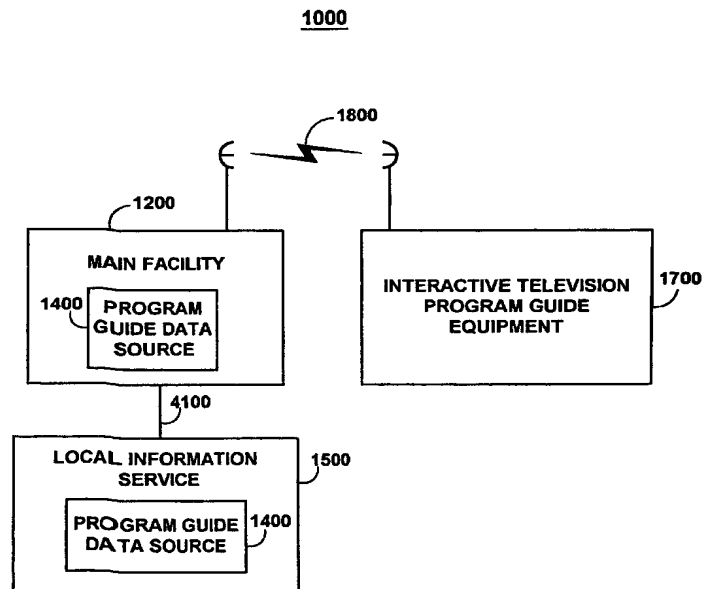 1000
1800
1200
MAIN FACILITY
1400
PROGRAM
GUIDE DATA
SOURCE
INTERACTIVE TELEVISION
PROGRAM GUIDE
EQUIPMENT
1700
4100
LOCAL INFORMATION
SERVICE
1500
PROGRAM GUIDE
DATA SOURCE
1400